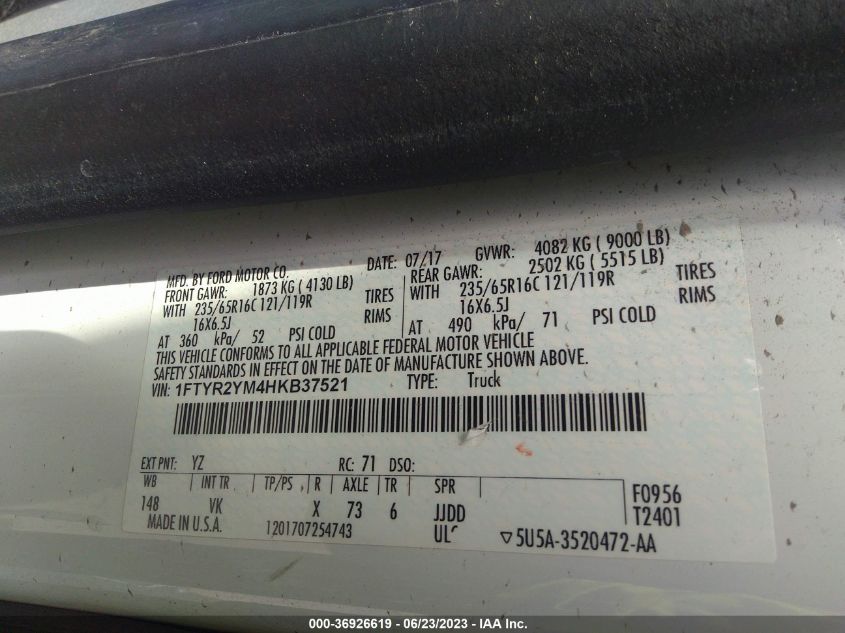 MFD. BY FORD MOTOR CO. DATE: 07/17 GVWR: 4082 KG ( 9000 LB)
FRONT GAWR: 1873 KG ( 4130 LB) REAR GAWR: 2502 KG ( 5515 LB)
WITH 235/65R16C 121/119R TIRES WITH 235/65R16C 121/119R TIRES
16X6.5J RIMS 16X6.5J RIMS
AT 360 kPa/ 52 PSI COLD AT 490 kPa/ 71 PSI COLD
THIS VEHICLE CONFORMS TO ALL APPLICABLE FEDERAL MOTOR VEHICLE
SAFETY STANDARDS IN EFFECT ON THE DATE OF MANUFACTURE SHOWN ABOVE.
VIN: 1FTYR2YM4HKB37521 TYPE: Truck
EXT PNT: YZ RC: 71 DSO:
WB INT TR TP/PS R AXLE TR SPR
148 VK X 73 6 JJDD F0956
MADE IN U.S.A. 1201707254743 T2401
▽5U5A-3520472-AA
000-36926619 - 06/23/2023 - IAA Inc.